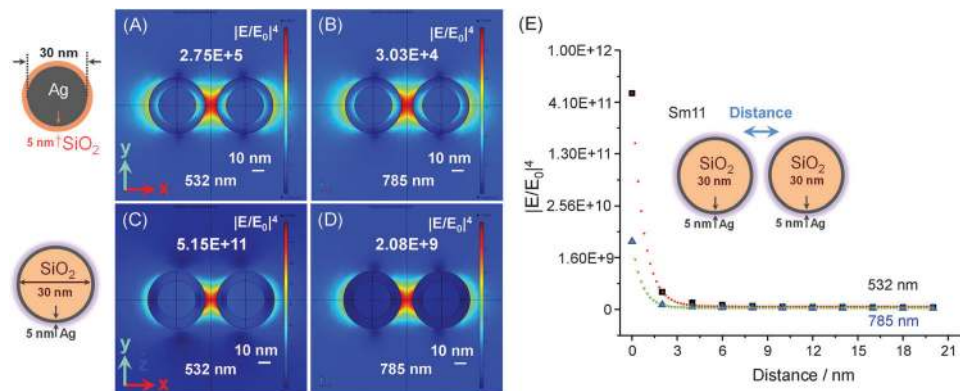 30 nm
Ag
5 nm SiO₂
SiO₂
30 nm
5 nm Ag
(A)
|E/E₀|⁴
2.75E+5
10 nm
532 nm
y
x
(B)
|E/E₀|⁴
3.03E+4
10 nm
785 nm
(C)
|E/E₀|⁴
5.15E+11
10 nm
532 nm
y
z
x
(D)
|E/E₀|⁴
2.08E+9
10 nm
785 nm
(E)
|E/E₀|⁴
1.00E+12
4.10E+11
1.30E+11
2.56E+10
1.60E+9
0
Sm11
Distance
SiO₂
30 nm
5 nm Ag
SiO₂
30 nm
5 nm Ag
532 nm
785 nm
0 3 6 9 12 15 18 21
Distance / nm